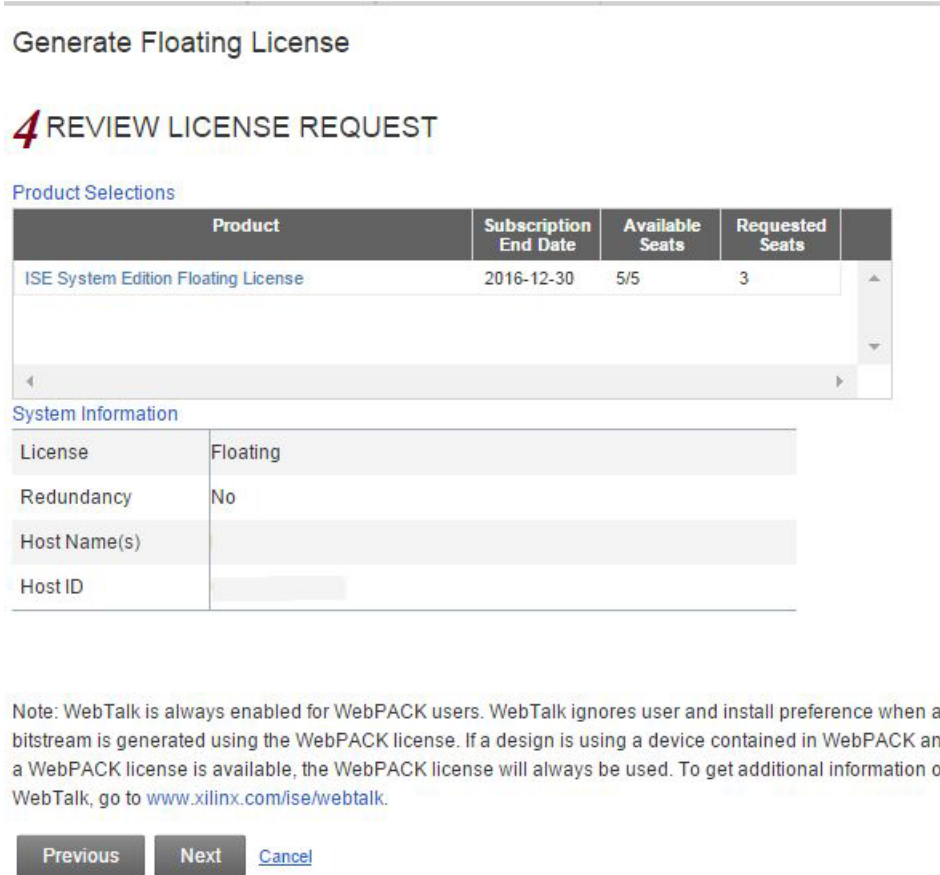 Generate Floating License
4 REVIEW LICENSE REQUEST
Product Selections
Product Subscription End Date Available Seats Requested Seats
ISE System Edition Floating License 2016-12-30 5/5 3
System Information
License Floating
Redundancy No
Host Name(s)
Host ID
Note: WebTalk is always enabled for WebPACK users. WebTalk ignores user and install preference when a
bitstream is generated using the WebPACK license. If a design is using a device contained in WebPACK an
a WebPACK license is available, the WebPACK license will always be used. To get additional information o
WebTalk, go to www.xilinx.com/ise/webtalk.
Previous Next Cancel